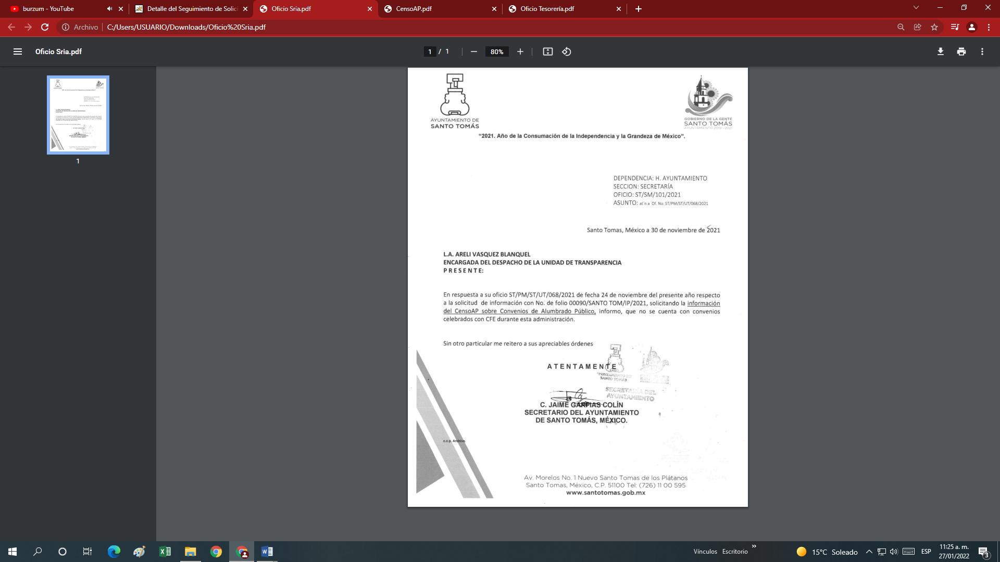 burzum - YouTube
Detalle del Seguimiento de Solici
Oficio Sria.pdf
CensoAP.pdf
Oficio Tesorería.pdf
Archivo
C:/Users/USUARIO/Downloads/Oficio%20Sria.pdf
Oficio Sria.pdf
1 / 1
80%
1
AYUNTAMIENTO DE
SANTO TOMÁS
GOBIERNO DE LA GENTE
SANTO TOMÁS
AYUNTAMIENTO 2019 - 2021
“2021. Año de la Consumación de la Independencia y la Grandeza de México”.
DEPENDENCIA: H. AYUNTAMIENTO
SECCION: SECRETARÍA
OFICIO: ST/SM/101/2021
ASUNTO: at´n a Of. No. ST/PM/ST/UT/068/2021
Santo Tomas, México a 30 de noviembre de 2021
L.A. ARELI VASQUEZ BLANQUEL
ENCARGADA DEL DESPACHO DE LA UNIDAD DE TRANSPARENCIA
P R E S E N T E:
En respuesta a su oficio ST/PM/ST/UT/068/2021 de fecha 24 de noviembre del presente año respecto
a la solicitud de información con No. de folio 00090/SANTO TOM/IP/2021, solicitando la información
del CensoAP sobre Convenios de Alumbrado Público, informo, que no se cuenta con convenios
celebrados con CFE durante esta administración.
Sin otro particular me reitero a sus apreciables órdenes
A T E N T A M E N T E
AYUNTAMIENTO DE
SANTO TOMÁS
SECRETARÍA DEL
AYUNTAMIENTO
C. JAIME GARFIAS COLÍN
SECRETARIO DEL AYUNTAMIENTO
DE SANTO TOMÁS, MÉXICO.
c.c.p. Archivo.
Av. Morelos No. 1 Nuevo Santo Tomas de los Plátanos
Santo Tomas, México, C.P. 51100 Tel: (726) 11 00 595
www.santotomas.gob.mx
Vínculos Escritorio
15°C Soleado
ESP
11:25 a. m.
27/01/2022
3